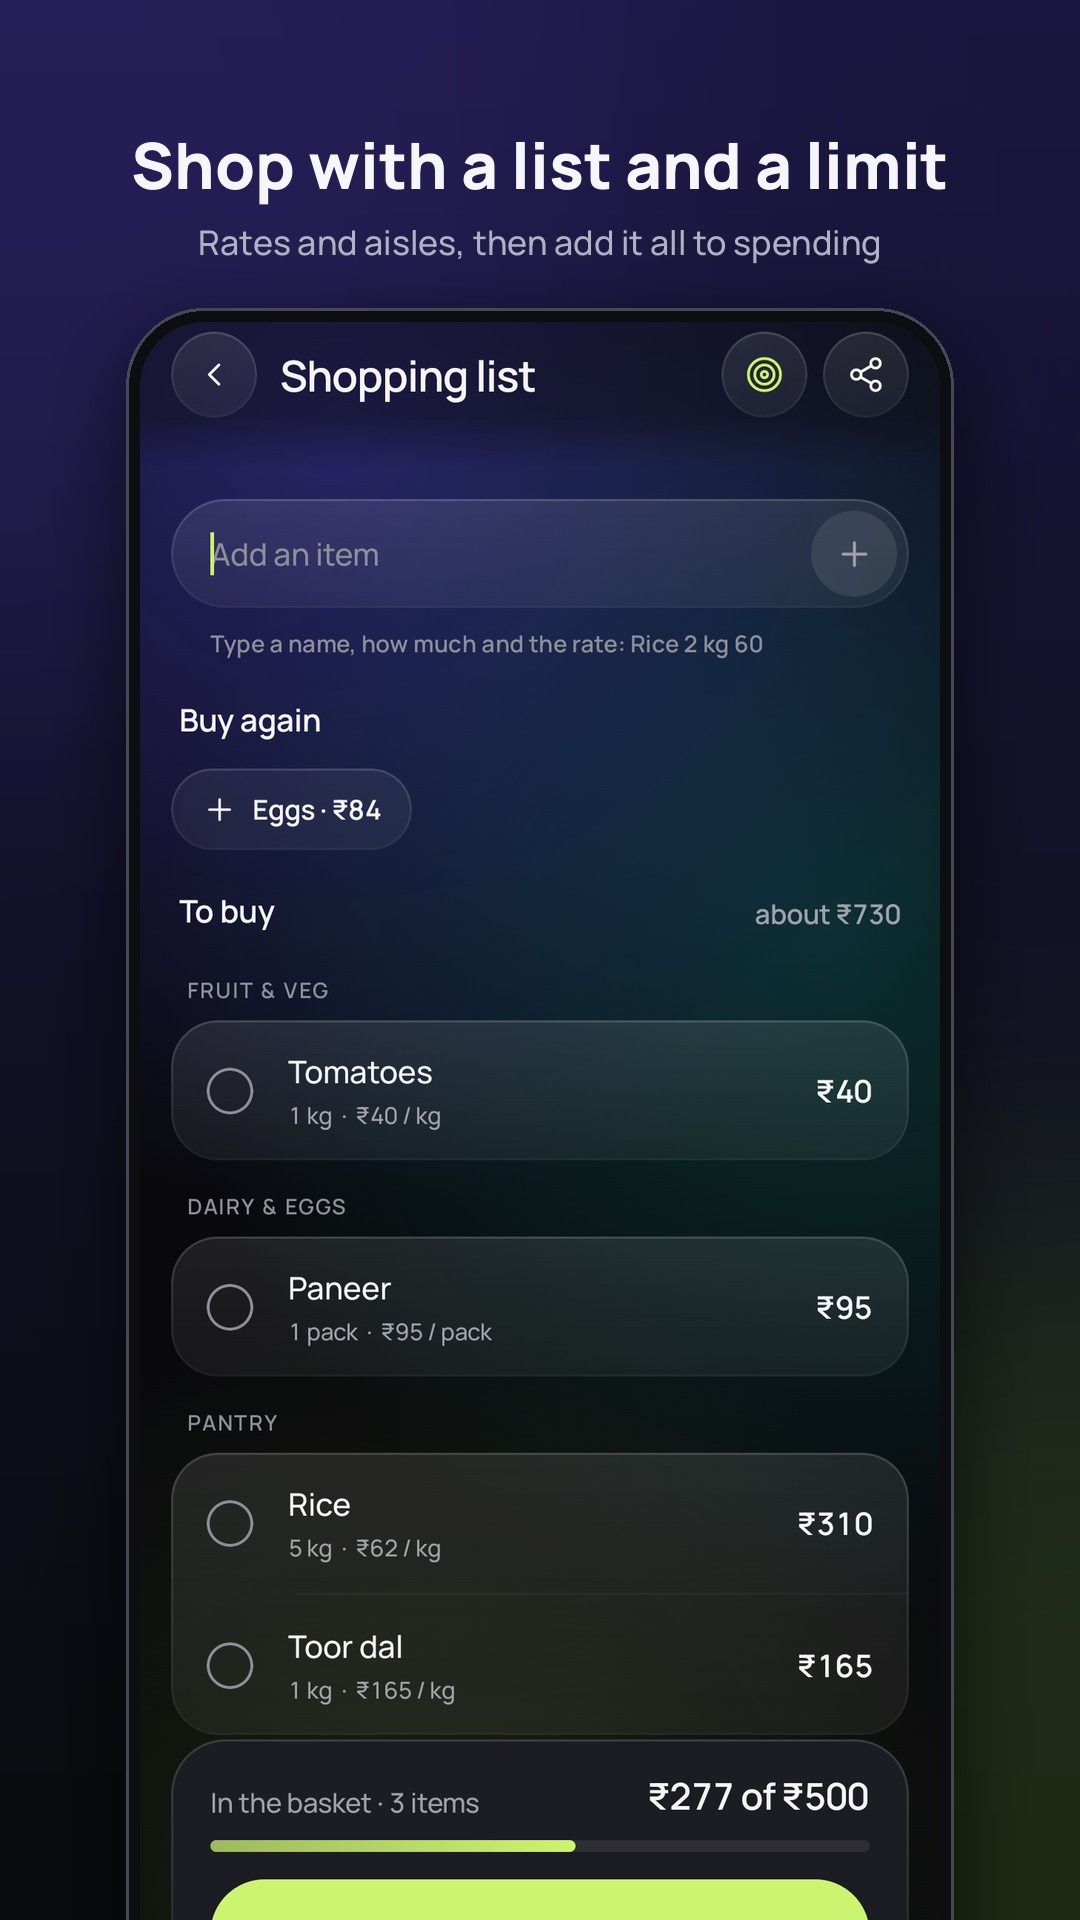 Shop with a list and a limit
Rates and aisles, then add it all to spending
Shopping list
Add an item
Type a name, how much and the rate: Rice 2 kg 60
Buy again
Eggs · ₹84
To buy
about ₹730
FRUIT & VEG
Tomatoes
1 kg · ₹40 / kg
₹40
DAIRY & EGGS
Paneer
1 pack · ₹95 / pack
₹95
PANTRY
Rice
5 kg · ₹62 / kg
₹310
Toor dal
1 kg · ₹165 / kg
₹165
In the basket · 3 items
₹277 of ₹500